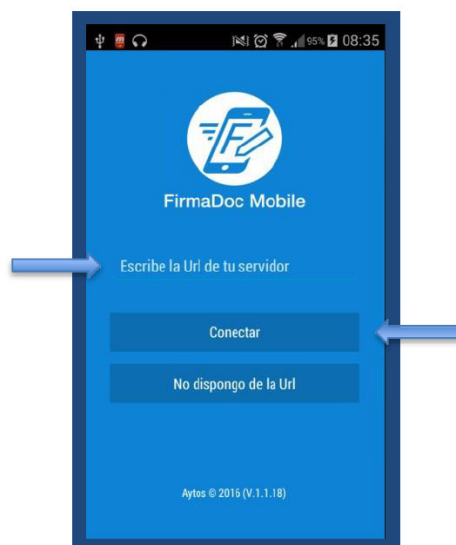 95% 08:35
F
FirmaDoc Mobile
Escribe la Url de tu servidor
Conectar
No dispongo de la Url
Aytos © 2016 (V.1.1.18)